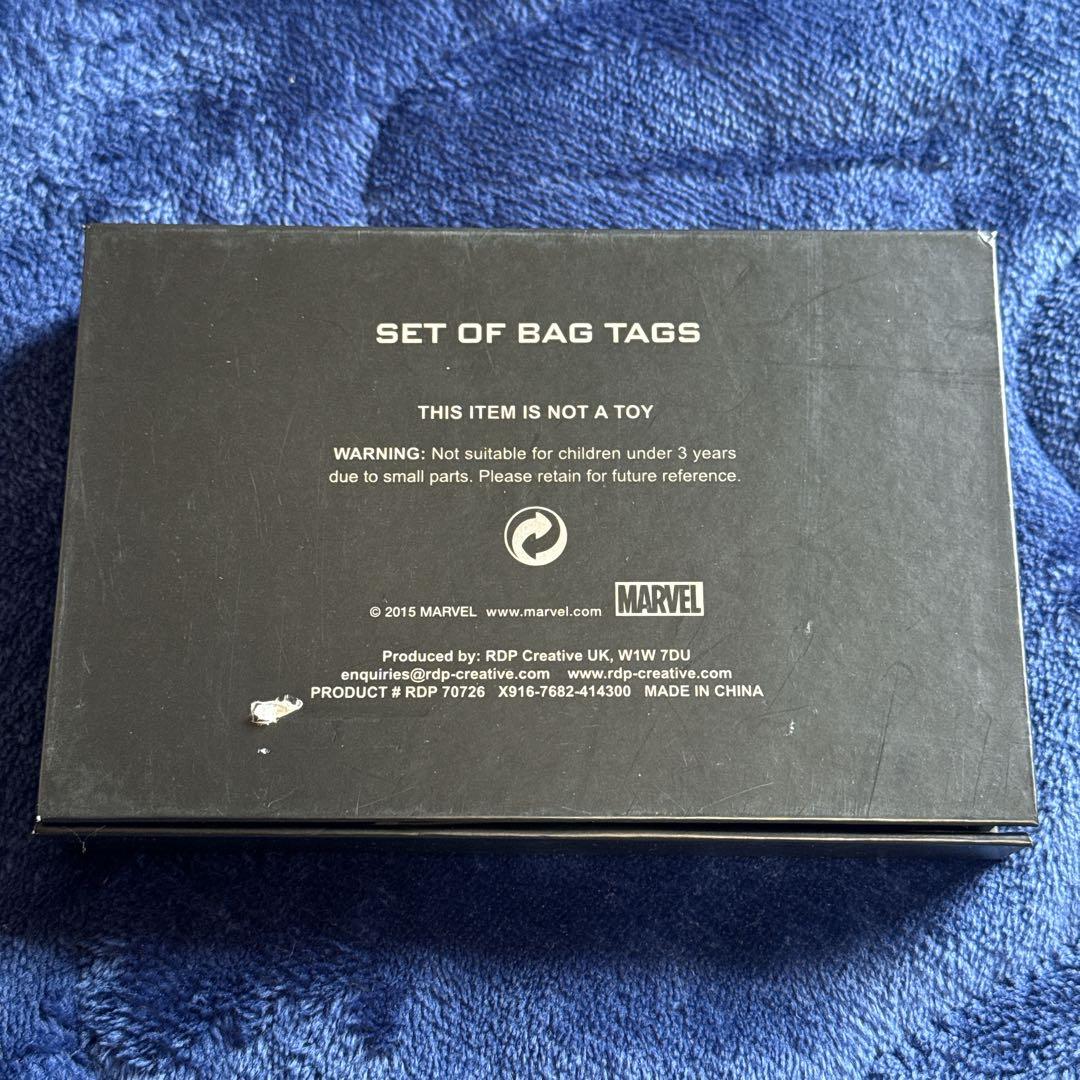 SET OF BAG TAGS
THIS ITEM IS NOT A TOY
WARNING: Not suitable for children under 3 years
due to small parts. Please retain for future reference.
© 2015 MARVEL www.marvel.com MARVEL
Produced by: RDP Creative UK, W1W 7DU
enquiries@rdp-creative.com www.rdp-creative.com
PRODUCT # RDP 70726 X916-7682-414300 MADE IN CHINA